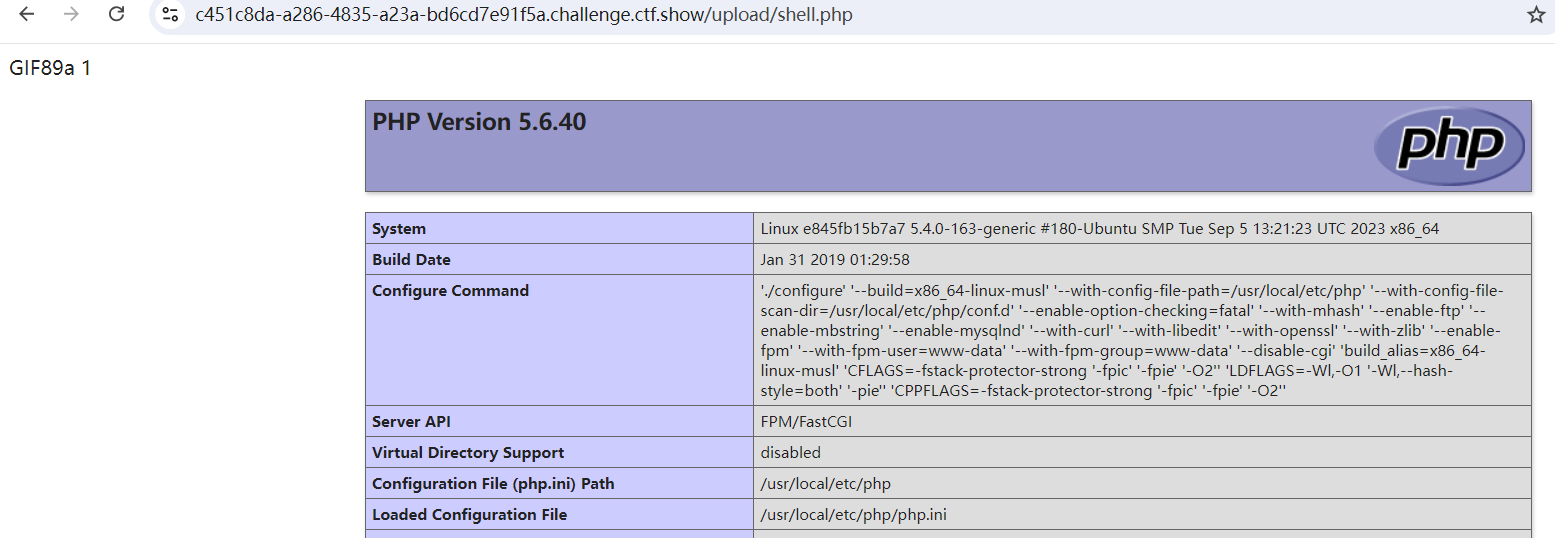 c451c8da-a286-4835-a23a-bd6cd7e91f5a.challenge.ctf.show/upload/shell.php
GIF89a 1
PHP Version 5.6.40
php
System Linux e845fb15b7a7 5.4.0-163-generic #180-Ubuntu SMP Tue Sep 5 13:21:23 UTC 2023 x86_64
Build Date Jan 31 2019 01:29:58
Configure Command './configure' '--build=x86_64-linux-musl' '--with-config-file-path=/usr/local/etc/php' '--with-config-file-
scan-dir=/usr/local/etc/php/conf.d' '--enable-option-checking=fatal' '--with-mhash' '--enable-ftp' '--
enable-mbstring' '--enable-mysqlnd' '--with-curl' '--with-libedit' '--with-openssl' '--with-zlib' '--enable-
fpm' '--with-fpm-user=www-data' '--with-fpm-group=www-data' '--disable-cgi' 'build_alias=x86_64-
linux-musl' 'CFLAGS=-fstack-protector-strong '-fpic' '-fpie' '-O2'' 'LDFLAGS=-Wl,-O1 '-Wl,--hash-
style=both' '-pie'' 'CPPFLAGS=-fstack-protector-strong '-fpic' '-fpie' '-O2''
Server API FPM/FastCGI
Virtual Directory Support disabled
Configuration File (php.ini) Path /usr/local/etc/php
Loaded Configuration File /usr/local/etc/php/php.ini